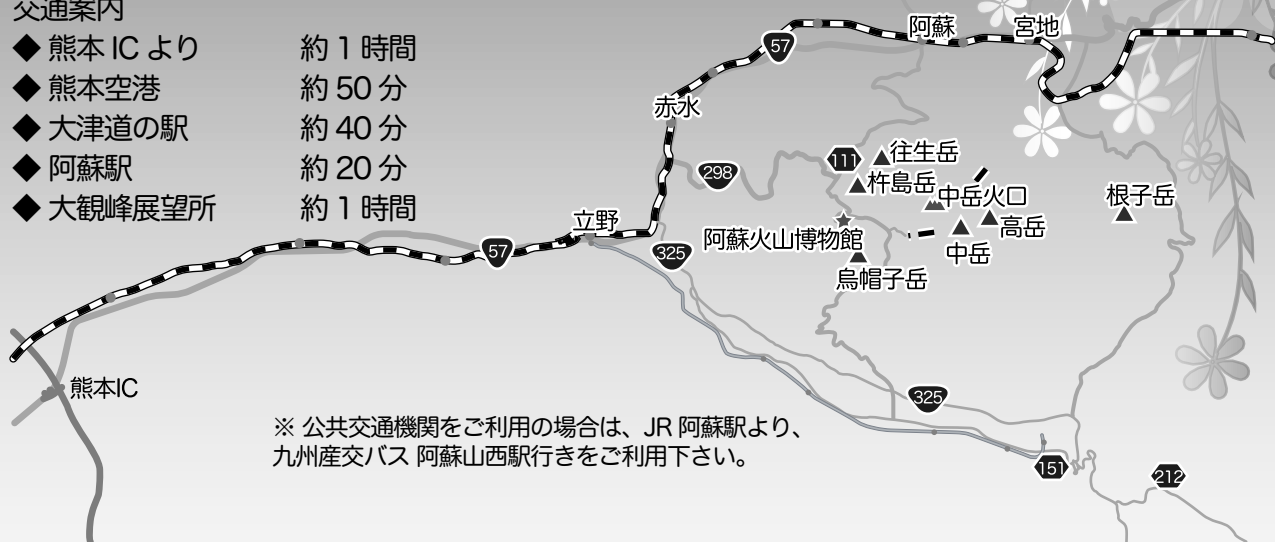 交通案内
◆ 熊本 IC より 約 1 時間
◆ 熊本空港 約 50 分
◆ 大津道の駅 約 40 分
◆ 阿蘇駅 約 20 分
◆ 大観峰展望所 約 1 時間
阿蘇
宮地
57
赤水
111
往生岳
298
杵島岳
中岳火口
根子岳
立野
高岳
57
325
阿蘇火山博物館
中岳
烏帽子岳
熊本IC
325
※ 公共交通機関をご利用の場合は、JR 阿蘇駅より、
九州産交バス 阿蘇山西駅行きをご利用下さい。
151
212